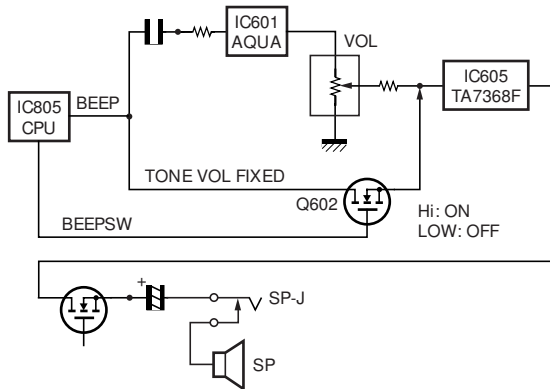 IC601
AQUA
VOL
IC605
TA7368F
IC805
CPU
BEEP
TONE VOL FIXED
Q602
Hi: ON
LOW: OFF
BEEPSW
+
SP-J
SP